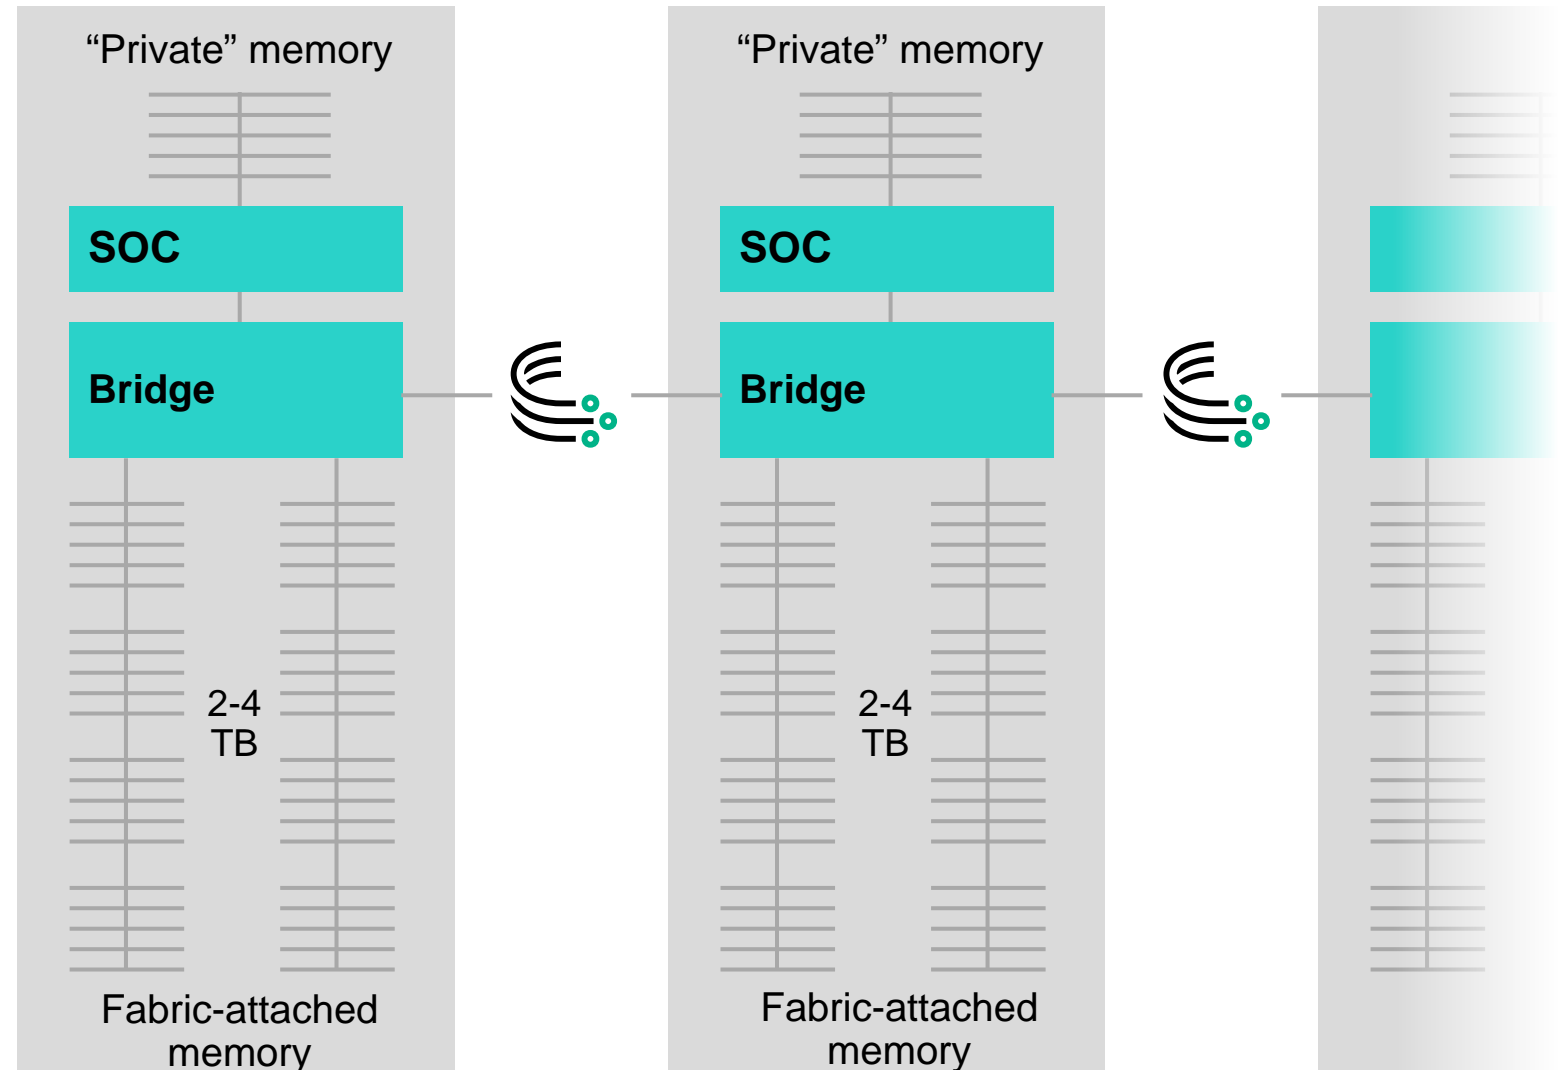 “Private” memory
SOC
Bridge
2-4
TB
Fabric-attached
memory
“Private” memory
SOC
Bridge
2-4
TB
Fabric-attached
memory